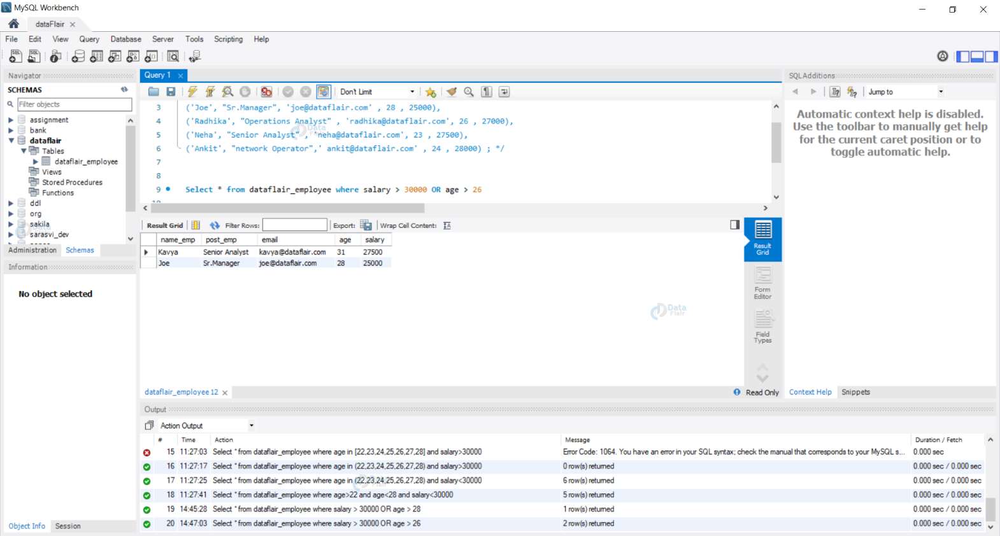 MySQL Workbench
dataFlair
File Edit View Query Database Server Tools Scripting Help
Navigator
SCHEMAS
Filter objects
assignment
bank
dataflair
Tables
dataflair_employee
Views
Stored Procedures
Functions
ddl
org
sakila
sarasvi_dev
Administration Schemas
Information
No object selected
Object Info Session
Query 1
Don't Limit
3 ('Joe', "Sr.Manager", 'joe@dataflair.com' , 28 , 25000),
4 ('Radhika', "Operations Analyst" , 'radhika@dataflair.com', 26 , 27000),
5 ('Neha', "Senior Analyst" , 'neha@dataflair.com', 23 , 27500),
6 ('Ankit', "network Operator",' ankit@dataflair.com' , 24 , 28000) ; */
7
8
9 Select * from dataflair_employee where salary > 30000 OR age > 26
10
Result Grid Filter Rows: Export: Wrap Cell Content:
name_emp post_emp email age salary
Kavya Senior Analyst kavya@dataflair.com 31 27500
Joe Sr.Manager joe@dataflair.com 28 25000
Data
Flair
Result
Grid
Form
Editor
Field
Types
dataflair_employee 12
Read Only
SQLAdditions
Jump to
Automatic context help is disabled.
Use the toolbar to manually get help
for the current caret position or to
toggle automatic help.
Context Help Snippets
Output
Action Output
# Time Action Message Duration / Fetch
15 11:27:03 Select * from dataflair_employee where age in [22,23,24,25,26,27,28] and salary>30000 Error Code: 1064. You have an error in your SQL syntax; check the manual that corresponds to your MySQL s... 0.000 sec
16 11:27:17 Select * from dataflair_employee where age in (22,23,24,25,26,27,28) and salary>30000 0 row(s) returned 0.000 sec / 0.000 sec
17 11:27:25 Select * from dataflair_employee where age in (22,23,24,25,26,27,28) and salary<30000 6 row(s) returned 0.000 sec / 0.000 sec
18 11:27:41 Select * from dataflair_employee where age>22 and age<28 and salary<30000 5 row(s) returned 0.000 sec / 0.000 sec
19 14:45:28 Select * from dataflair_employee where salary > 30000 OR age > 28 1 row(s) returned 0.000 sec / 0.000 sec
20 14:47:03 Select * from dataflair_employee where salary > 30000 OR age > 26 2 row(s) returned 0.000 sec / 0.000 sec